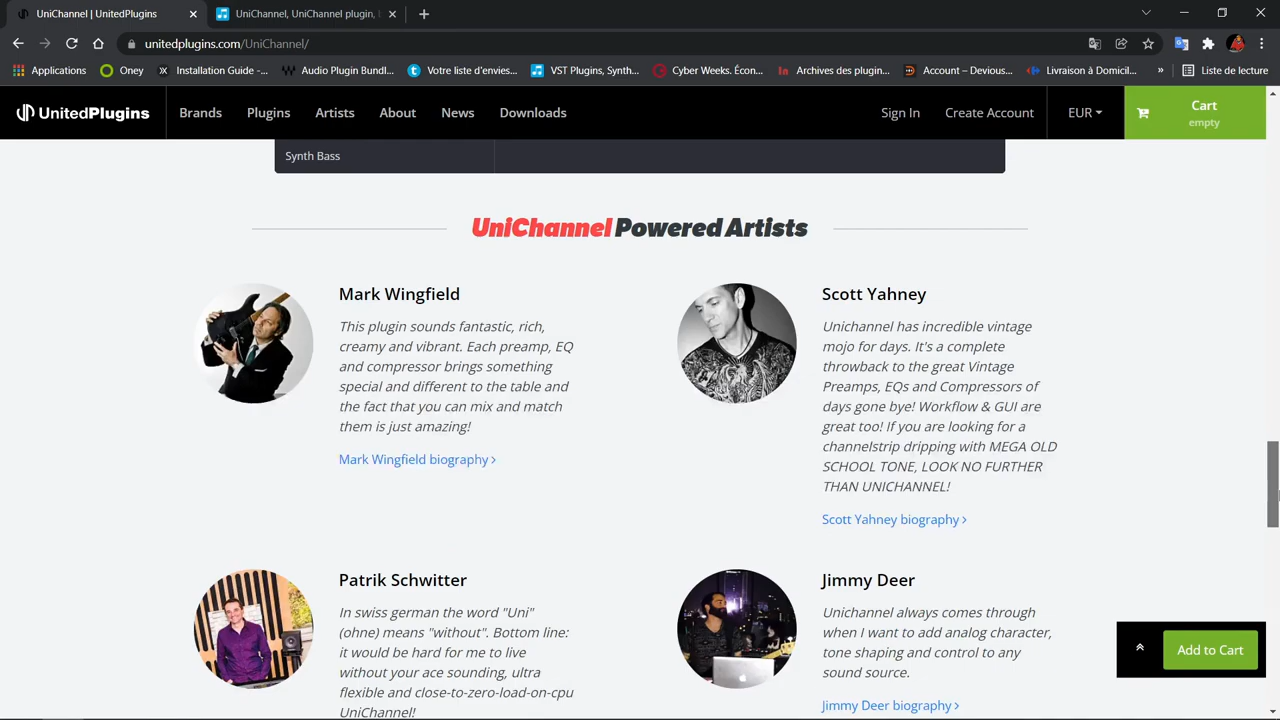 UniChannel | UnitedPlugins
UniChannel, UniChannel plugin,
unitedplugins.com/UniChannel/
Applications
Oney
Installation Guide -...
Audio Plugin Bundl...
Votre liste d'envies...
VST Plugins, Synth...
Cyber Weeks. Écon...
Archives des plugin...
Account – Devious...
Livraison à Domicil...
»
Liste de lecture
UnitedPlugins
Brands
Plugins
Artists
About
News
Downloads
Sign In
Create Account
EUR
Cart
empty
Synth Bass
UniChannel Powered Artists
Mark Wingfield
This plugin sounds fantastic, rich,
creamy and vibrant. Each preamp, EQ
and compressor brings something
special and different to the table and
the fact that you can mix and match
them is just amazing!
Mark Wingfield biography
Scott Yahney
Unichannel has incredible vintage
mojo for days. It's a complete
throwback to the great Vintage
Preamps, EQs and Compressors of
days gone bye! Workflow & GUI are
great too! If you are looking for a
channelstrip dripping with MEGA OLD
SCHOOL TONE, LOOK NO FURTHER
THAN UNICHANNEL!
Scott Yahney biography
Patrik Schwitter
In swiss german the word "Uni"
(ohne) means "without". Bottom line:
it would be hard for me to live
without your ace sounding, ultra
flexible and close-to-zero-load-on-cpu
UniChannel!
Jimmy Deer
Unichannel always comes through
when I want to add analog character,
tone shaping and control to any
sound source.
Jimmy Deer biography
Add to Cart